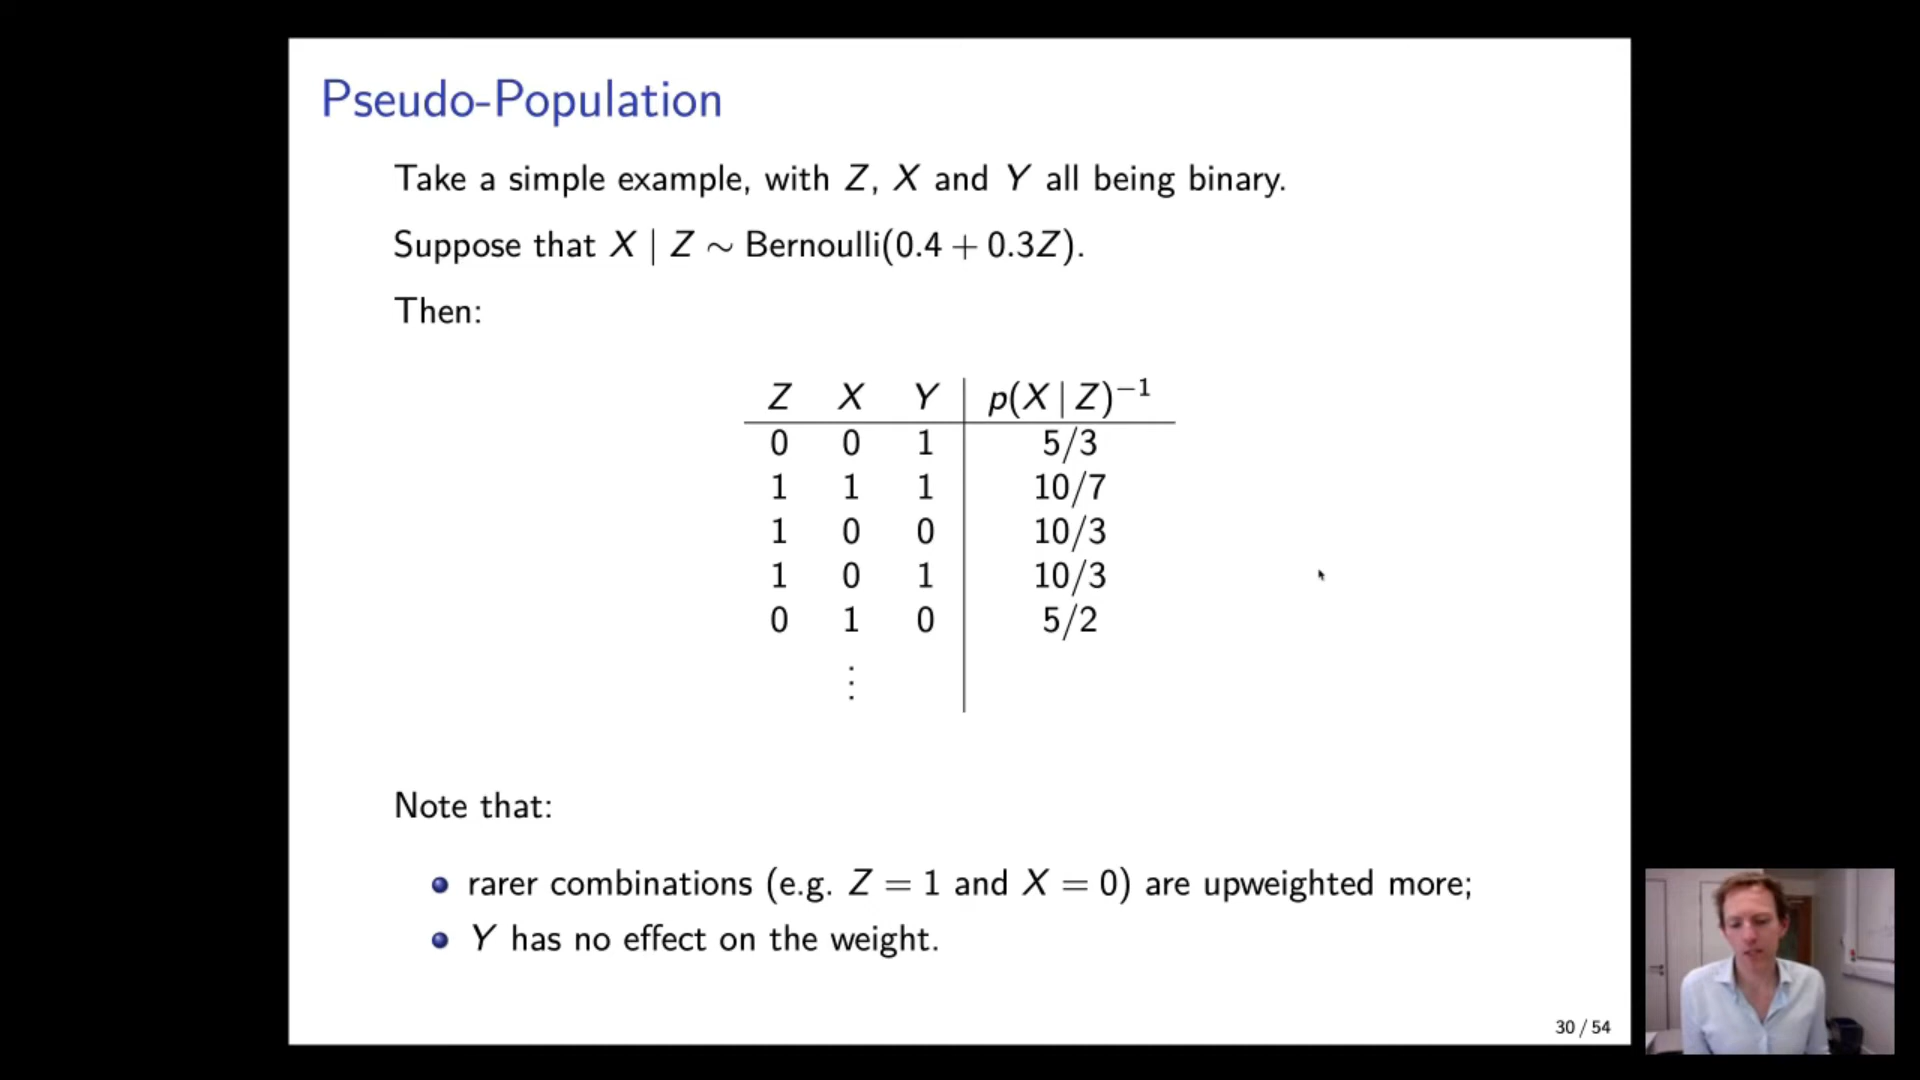 Pseudo-Population
Take a simple example, with Z, X and Y all being binary.
Suppose that X | Z ∼ Bernoulli(0.4 + 0.3Z).
Then:
Z X Y p(X | Z)⁻¹
0 0 1 5/3
1 1 1 10/7
1 0 0 10/3
1 0 1 10/3
0 1 0 5/2
⋮
Note that:
• rarer combinations (e.g. Z = 1 and X = 0) are upweighted more;
• Y has no effect on the weight.
30 / 54